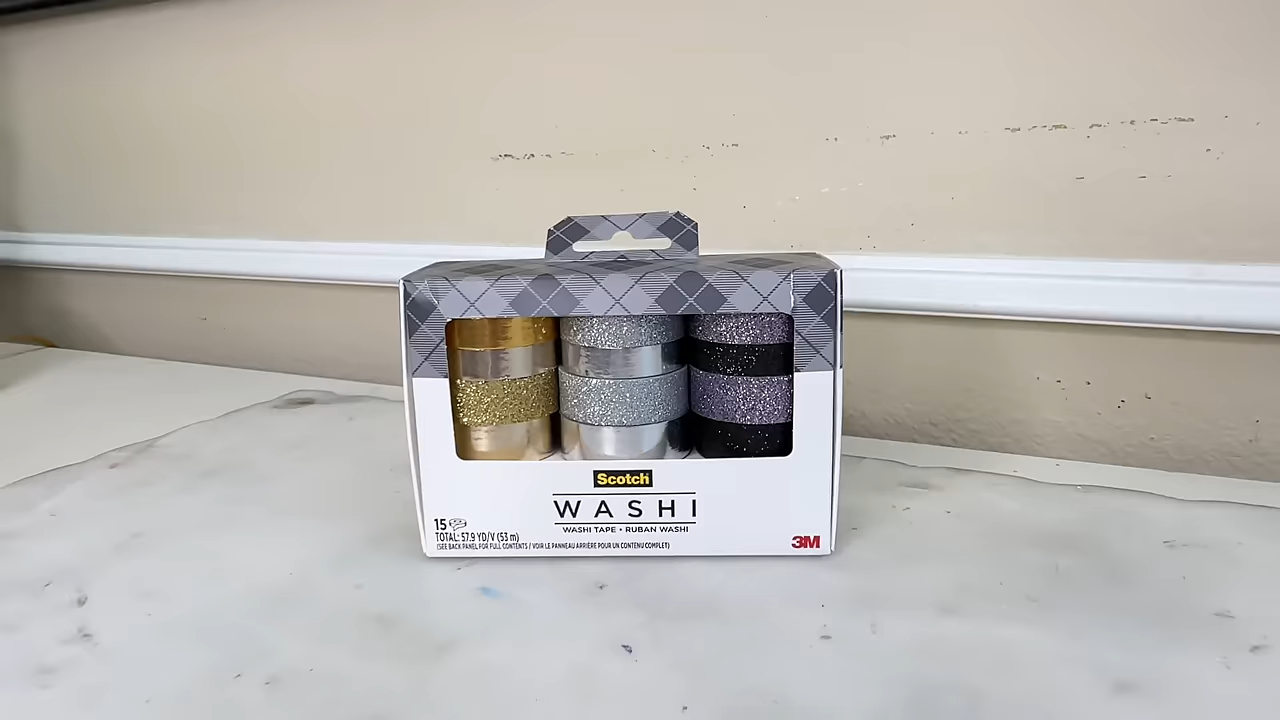 Scotch
WASHI
WASHI TAPE • RUBAN WASHI
15
TOTAL: 57.9 YD/V (53 m)
(SEE BACK PANEL FOR FULL CONTENTS / VOIR LE PANNEAU ARRIÈRE POUR UN CONTENU COMPLET)
3M